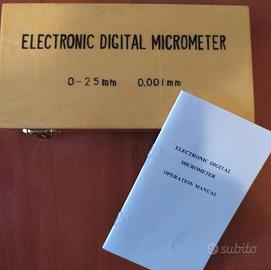 ELECTRONIC DIGITAL MICROMETER
0-25mm 0.001mm
ELECTRONIC DIGITAL
MICROMETER
OPERATION MANUAL
subito